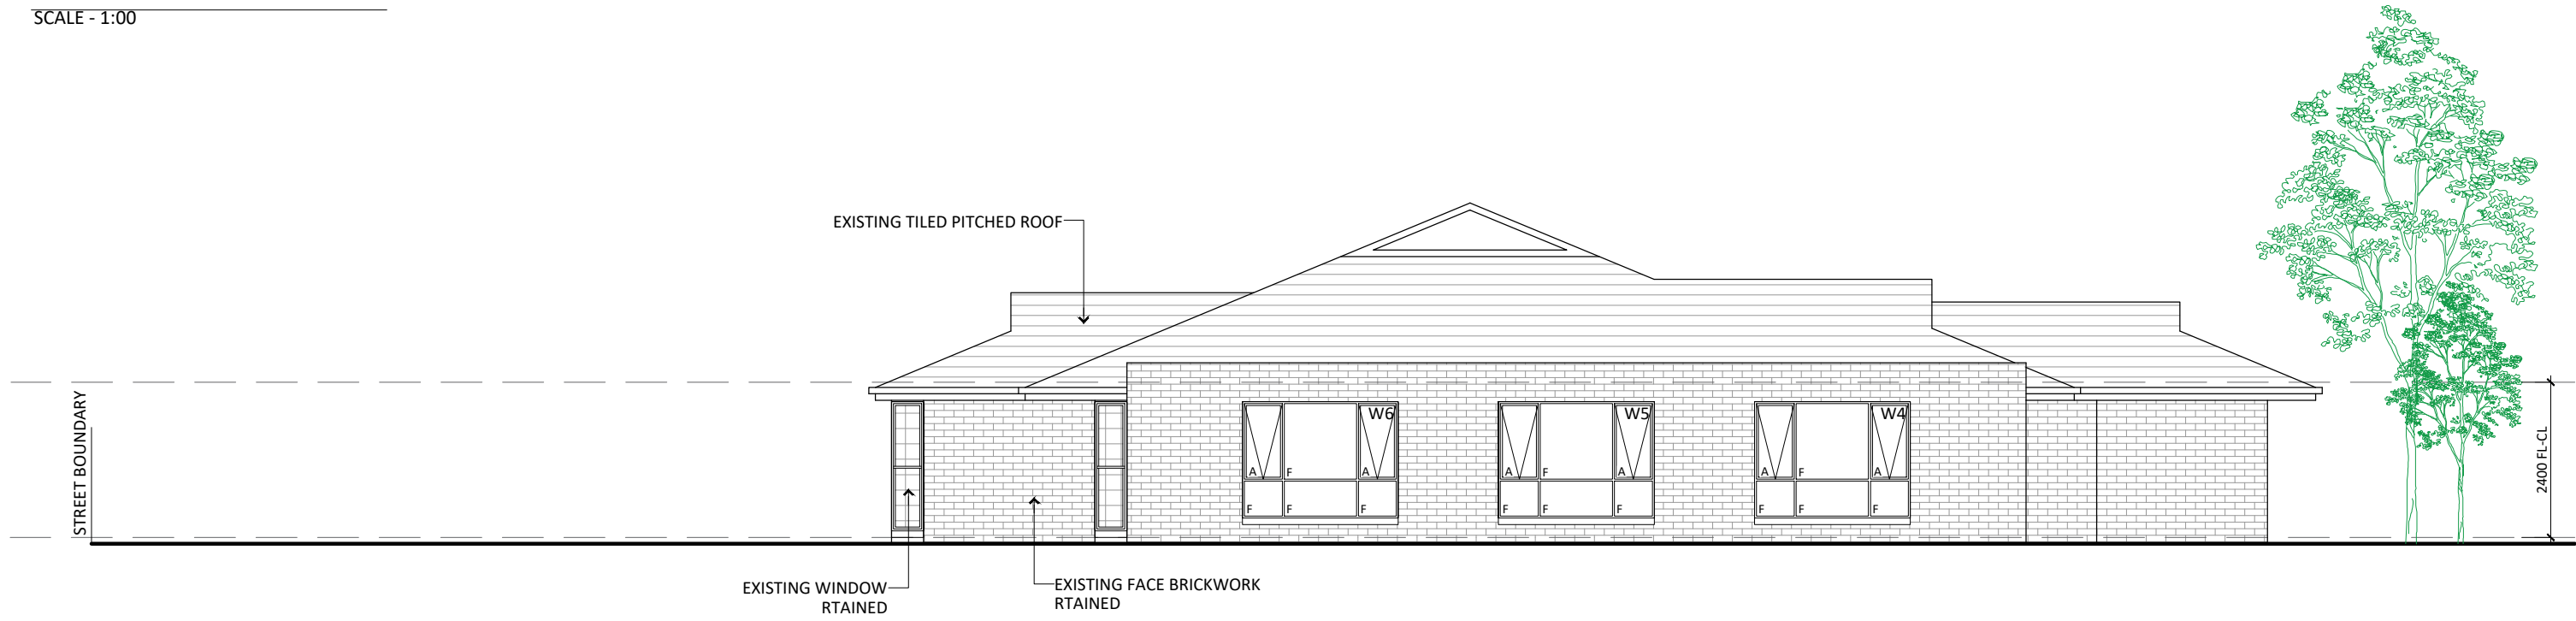 SCALE - 1:00
EXISTING TILED PITCHED ROOF
STREET BOUNDARY
W6
W5
W4
A F A
A F A
A F A
F F F
F F F
F F F
2400 FL-CL
EXISTING WINDOW
RTAINED
EXISTING FACE BRICKWORK
RTAINED